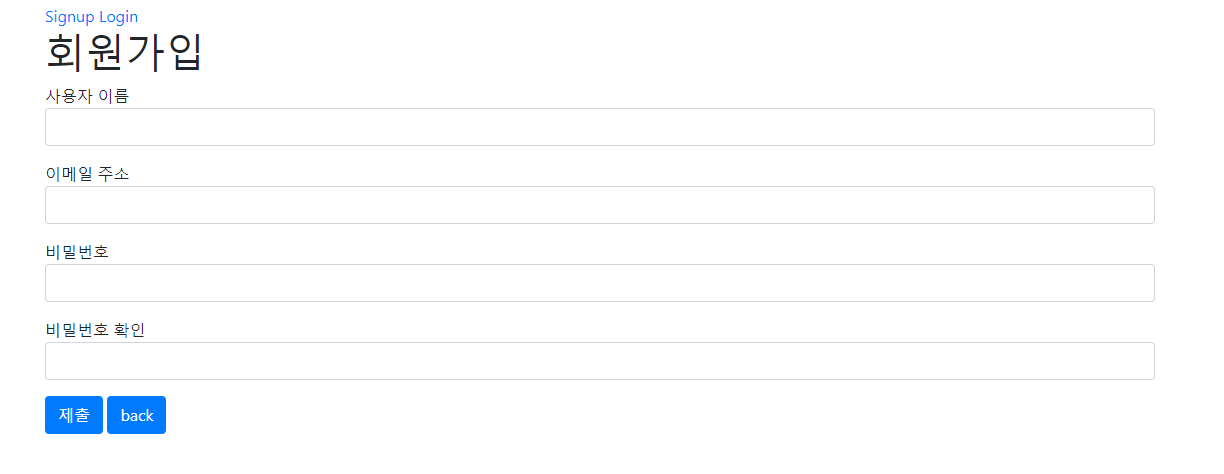 Signup Login
회원가입
사용자 이름
이메일 주소
비밀번호
비밀번호 확인
제출 back